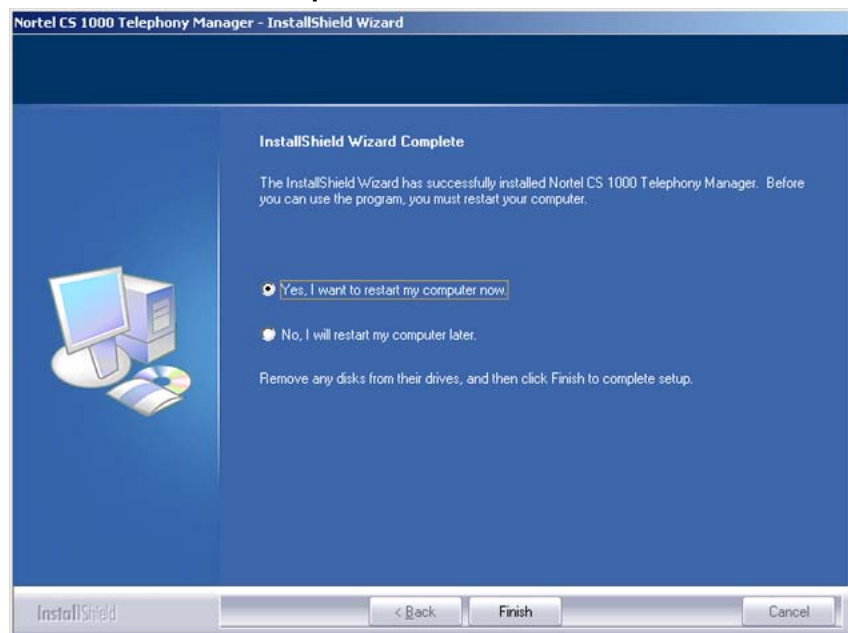 Nortel CS 1000 Telephony Manager - InstallShield Wizard
InstallShield Wizard Complete
The InstallShield Wizard has successfully installed Nortel CS 1000 Telephony Manager. Before
you can use the program, you must restart your computer.
Yes, I want to restart my computer now.
No, I will restart my computer later.
Remove any disks from their drives, and then click Finish to complete setup.
InstallShield
< Back
Finish
Cancel